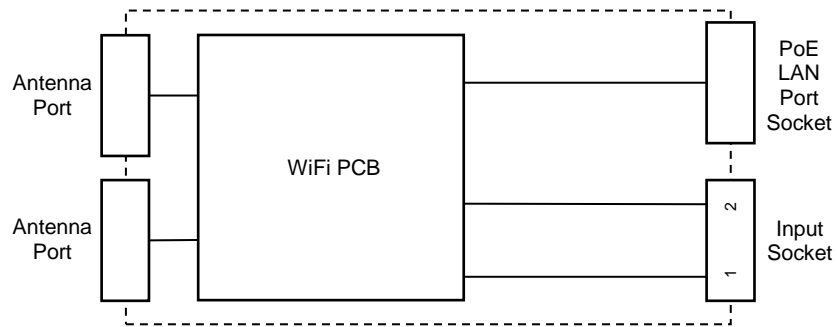 Antenna
Port
Antenna
Port
WiFi PCB
PoE
LAN
Port
Socket
2
1
Input
Socket